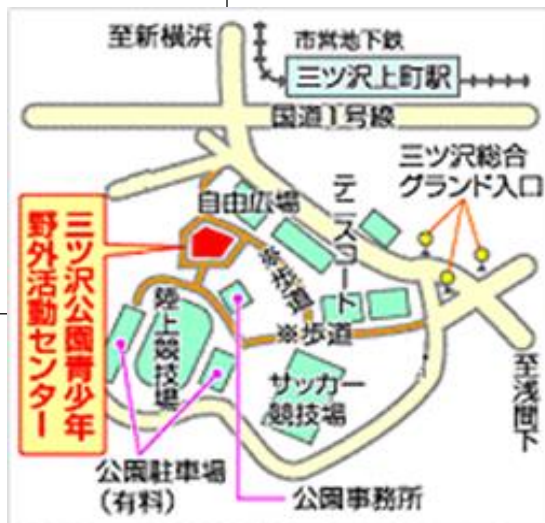 至新横浜
市営地下鉄
三ツ沢上町駅
国道1号線
三ツ沢総合
グランド入口
自由広場
テニスコート
三ツ沢公園青少年
野外活動センター
※歩道
陸上競技場
※歩道
サッカー
競技場
至浅間下
公園駐車場
(有料)
公園事務所